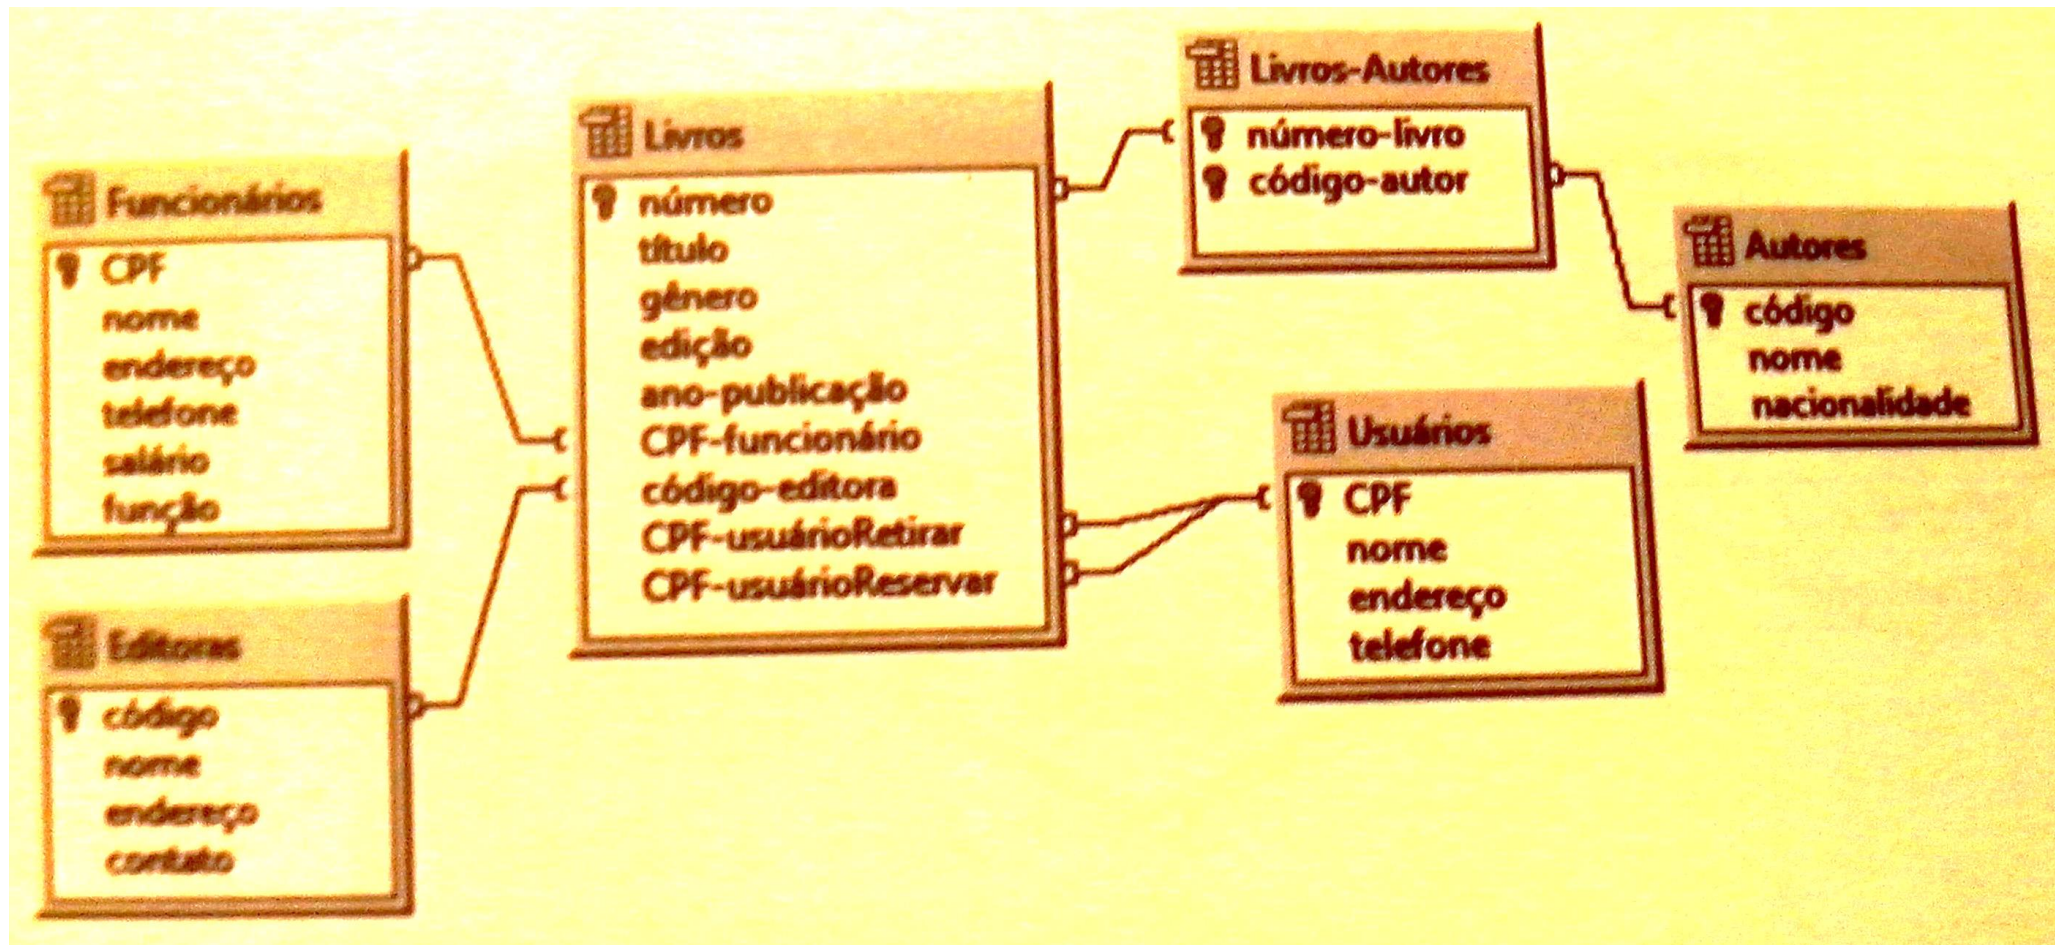 Funcionários
CPF
nome
endereço
telefone
salário
função
Editoras
código
nome
endereço
contato
Livros
número
título
gênero
edição
ano-publicação
CPF-funcionário
código-editora
CPF-usuárioRetirar
CPF-usuárioReservar
Livros-Autores
número-livro
código-autor
Autores
código
nome
nacionalidade
Usuários
CPF
nome
endereço
telefone